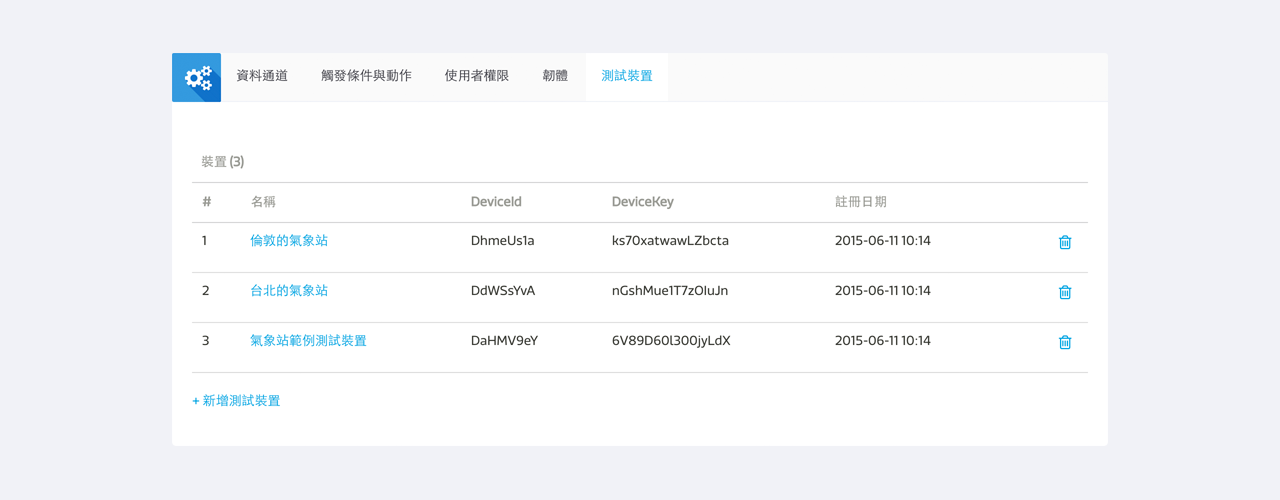 資料通道 觸發條件與動作 使用者權限 韌體 測試裝置
裝置 (3)
# 名稱 DeviceId DeviceKey 註冊日期
1 倫敦的氣象站 DhmeUs1a ks70xatwawLZbcta 2015-06-11 10:14
2 台北的氣象站 DdWSsYvA nGshMue1T7zOIuJn 2015-06-11 10:14
3 氣象站範例測試裝置 DaHMV9eY 6V89D60l300jyLdX 2015-06-11 10:14
+ 新增測試裝置